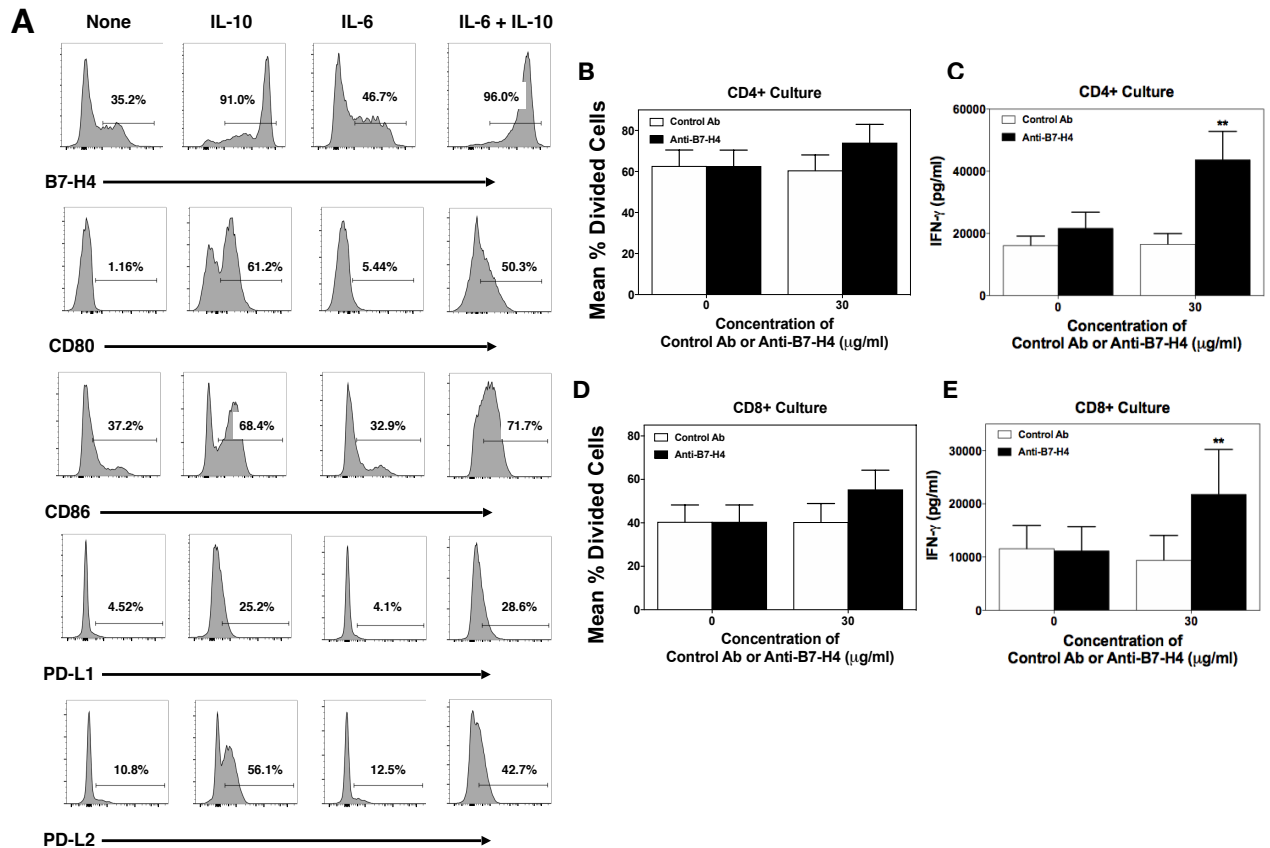 A
None IL-10 IL-6 IL-6 + IL-10
35.2% 91.0% 46.7% 96.0%
B7-H4
1.16% 61.2% 5.44% 50.3%
CD80
37.2% 68.4% 32.9% 71.7%
CD86
4.52% 25.2% 4.1% 28.6%
PD-L1
10.8% 56.1% 12.5% 42.7%
PD-L2
B
CD4+ Culture
Control Ab
Anti-B7-H4
Mean % Divided Cells
80
60
40
20
0
0 30
Concentration of
Control Ab or Anti-B7-H4 (μg/ml)
C
CD4+ Culture
Control Ab
Anti-B7-H4
**
IFN-γ (pg/ml)
60000
40000
20000
0
0 30
Concentration of
Control Ab or Anti-B7-H4 (μg/ml)
D
CD8+ Culture
Control Ab
Anti-B7-H4
Mean % Divided Cells
80
60
40
20
0
0 30
Concentration of
Control Ab or Anti-B7-H4 (μg/ml)
E
CD8+ Culture
Control Ab
Anti-B7-H4
**
IFN-γ (pg/ml)
30000
20000
10000
0
0 30
Concentration of
Control Ab or Anti-B7-H4 (μg/ml)